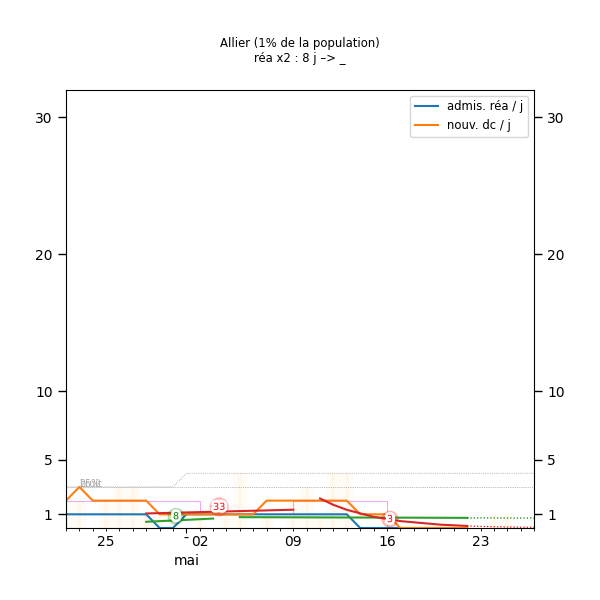 Allier (1% de la population)
réa x2 : 8 j –> _
admis. réa / j
nouv. dc / j
30 30
20 20
10 10
5 5
1 1
8 33 3
25 - 02 09 16 23
mai